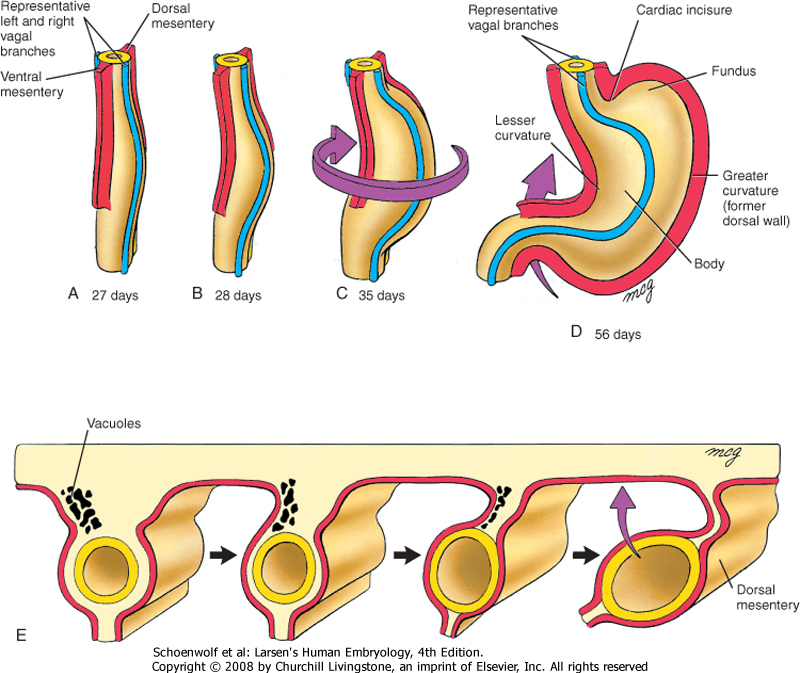 Representative
left and right
vagal
branches
Dorsal
mesentery
Ventral
mesentery
A 27 days
B 28 days
C 35 days
Representative
vagal branches
Cardiac incisure
Fundus
Lesser
curvature
Greater
curvature
(former
dorsal wall)
Body
mcg
D 56 days
Vacuoles
mcg
Dorsal
mesentery
E
Schoenwolf et al: Larsen's Human Embryology, 4th Edition.
Copyright © 2008 by Churchill Livingstone, an imprint of Elsevier, Inc. All rights reserved